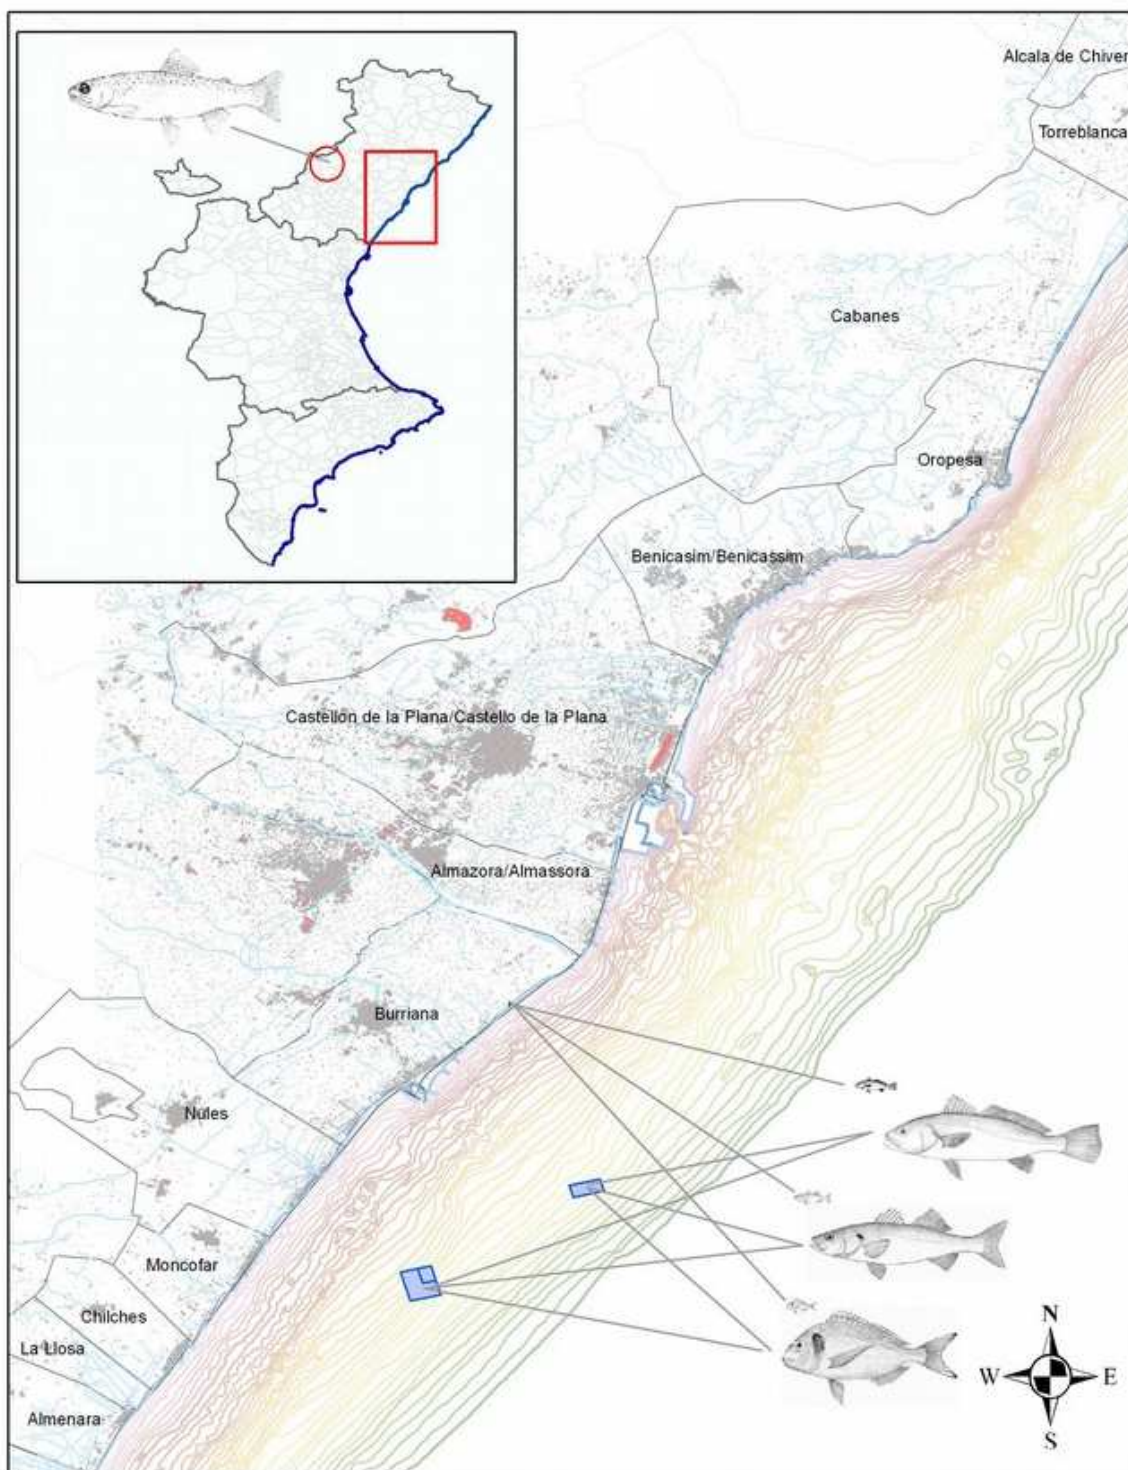 Alcala de Chiver
Torreblanca
Cabanes
Oropesa
Benicasim/Benicassim
Castellon de la Plana/Castello de la Plana
Almazora/Almassora
Burriana
Nules
Moncofar
Chilches
La Llosa
Almenara
N
W
E
S